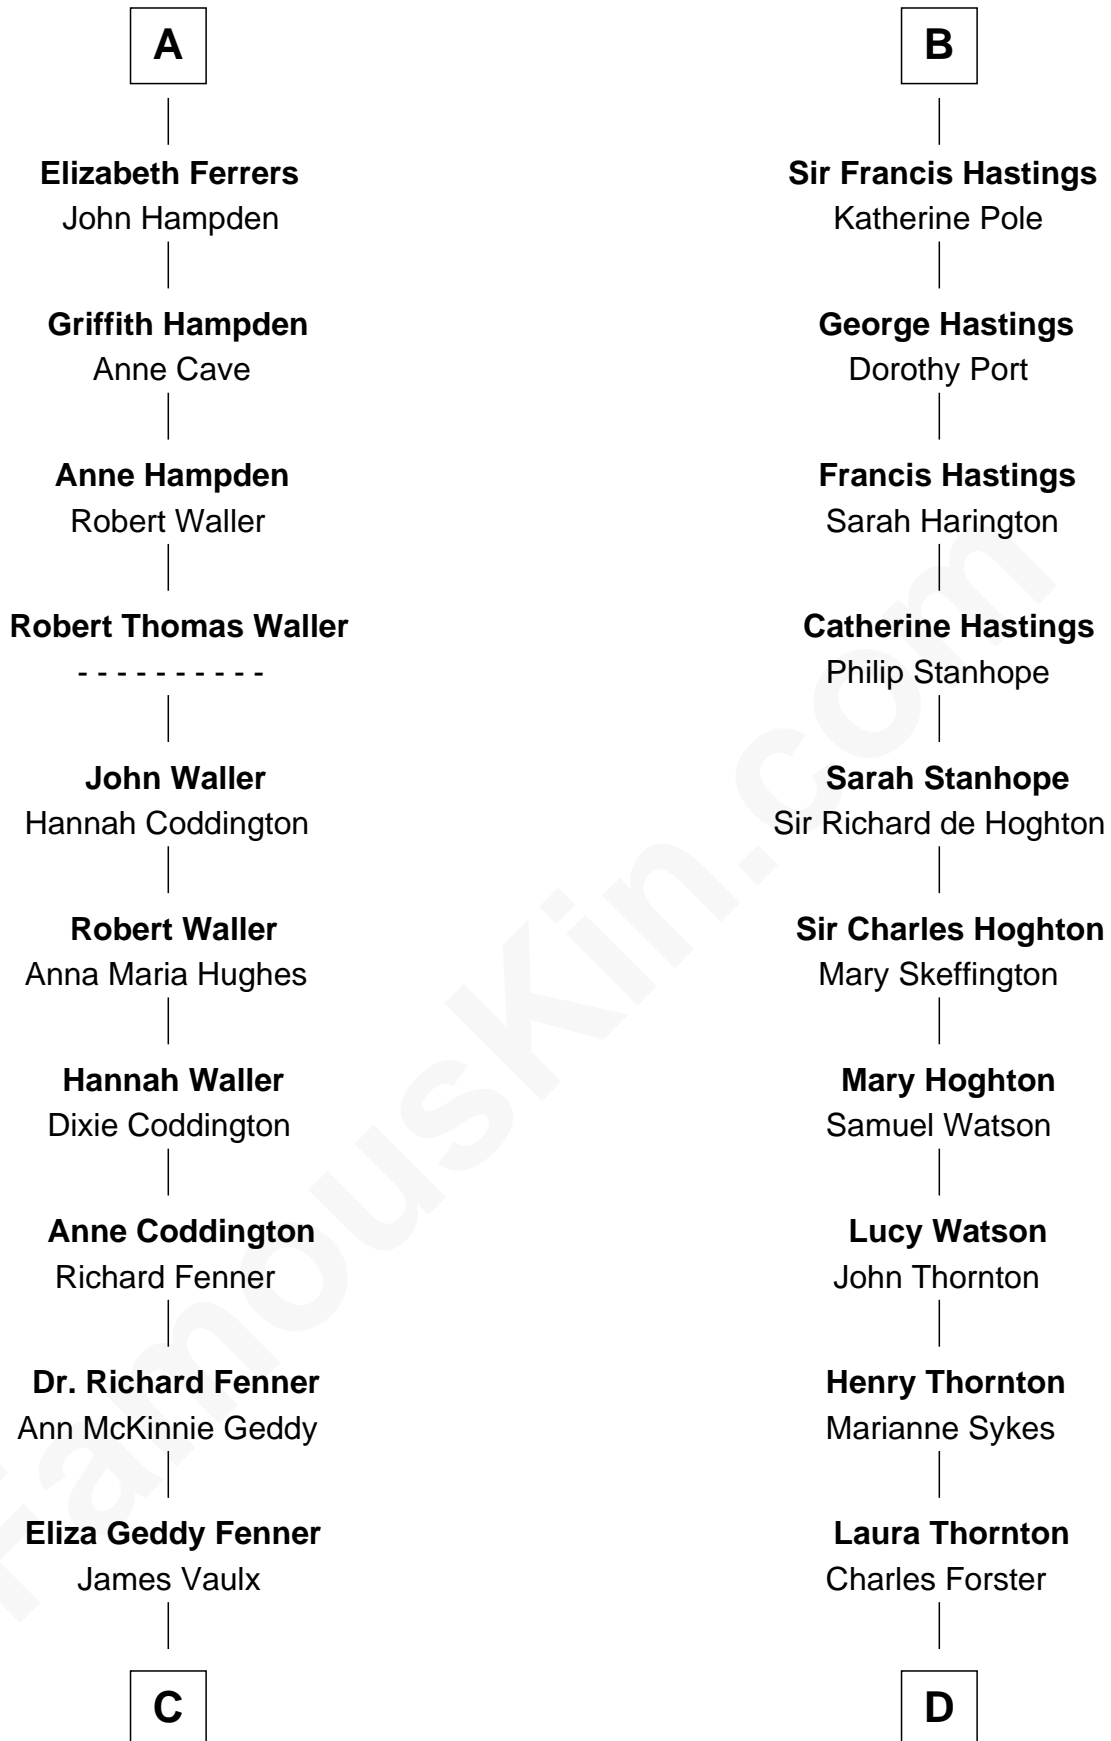 A
Elizabeth Ferrers
John Hampden
Griffith Hampden
Anne Cave
Anne Hampden
Robert Waller
Robert Thomas Waller
- - - - - - - - - -
John Waller
Hannah Coddington
Robert Waller
Anna Maria Hughes
Hannah Waller
Dixie Coddington
Anne Coddington
Richard Fenner
Dr. Richard Fenner
Ann McKinnie Geddy
Eliza Geddy Fenner
James Vaulx
C
B
Sir Francis Hastings
Katherine Pole
George Hastings
Dorothy Port
Francis Hastings
Sarah Harington
Catherine Hastings
Philip Stanhope
Sarah Stanhope
Sir Richard de Hoghton
Sir Charles Hoghton
Mary Skeffington
Mary Hoghton
Samuel Watson
Lucy Watson
John Thornton
Henry Thornton
Marianne Sykes
Laura Thornton
Charles Forster
D
FamousKin.com